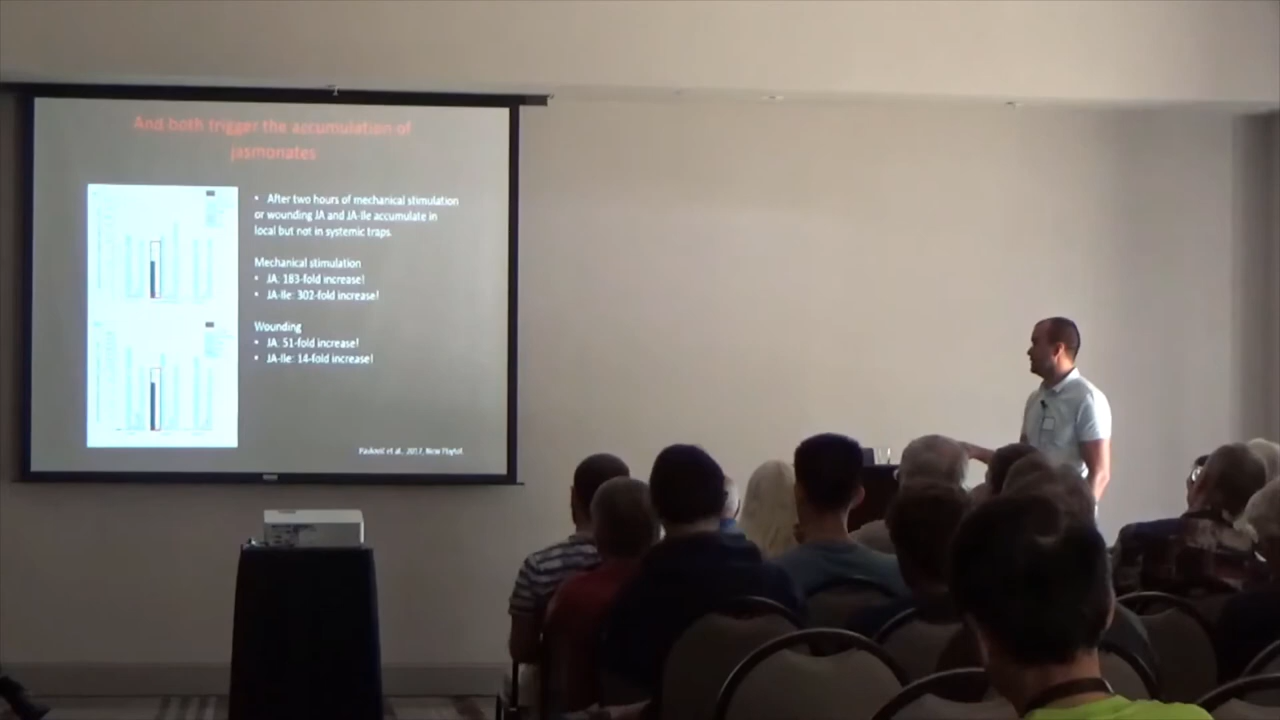 And both trigger the accumulation of
jasmonates
• After two hours of mechanical stimulation
or wounding JA and JA-Ile accumulate in
local but not in systemic traps.
Mechanical stimulation
• JA: 183-fold increase!
• JA-Ile: 302-fold increase!
Wounding
• JA: 51-fold increase!
• JA-Ile: 14-fold increase!
Pavlovič et al., 2017, New Phytol.